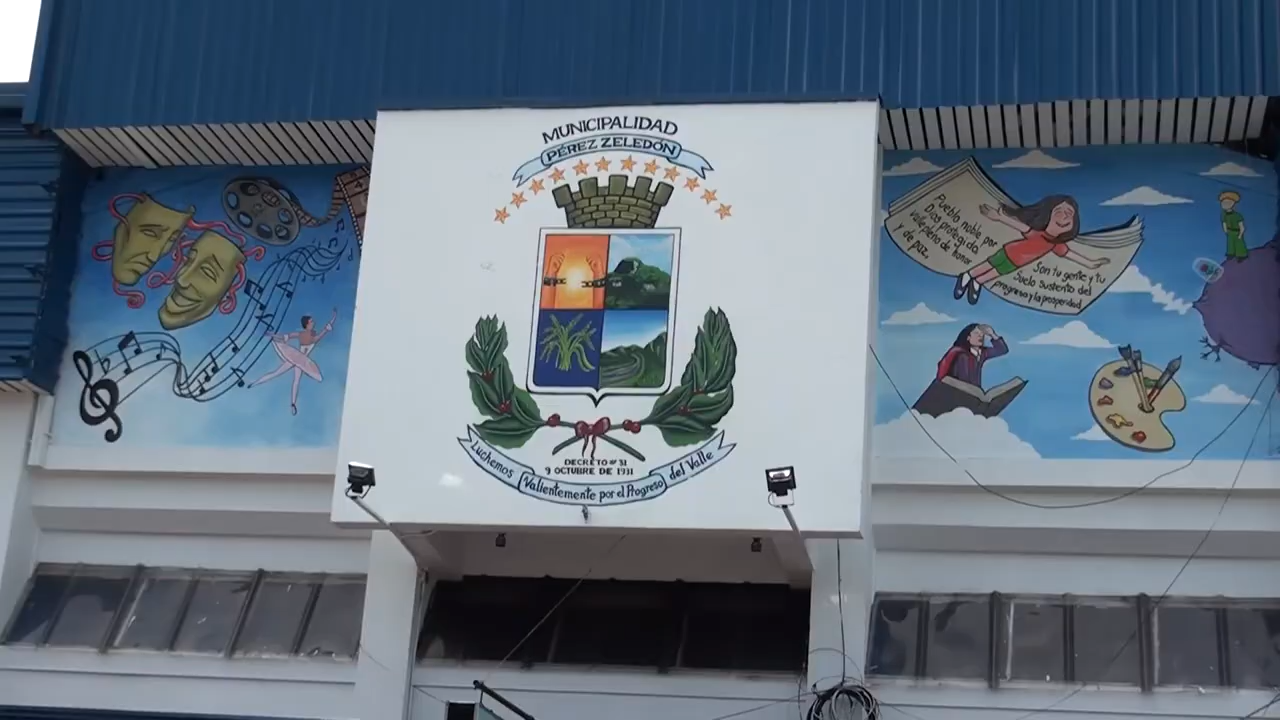 MUNICIPALIDAD
PÉREZ ZELEDÓN
DECRETO Nº 31
9 OCTUBRE DE 1931
Luchemos Valientemente por el Progreso del Valle
Pueblo noble por
Dios protegido,
valle pleno de honor
y de paz,
Son tu gente y tu
suelo sustento del
progreso y la prosperidad